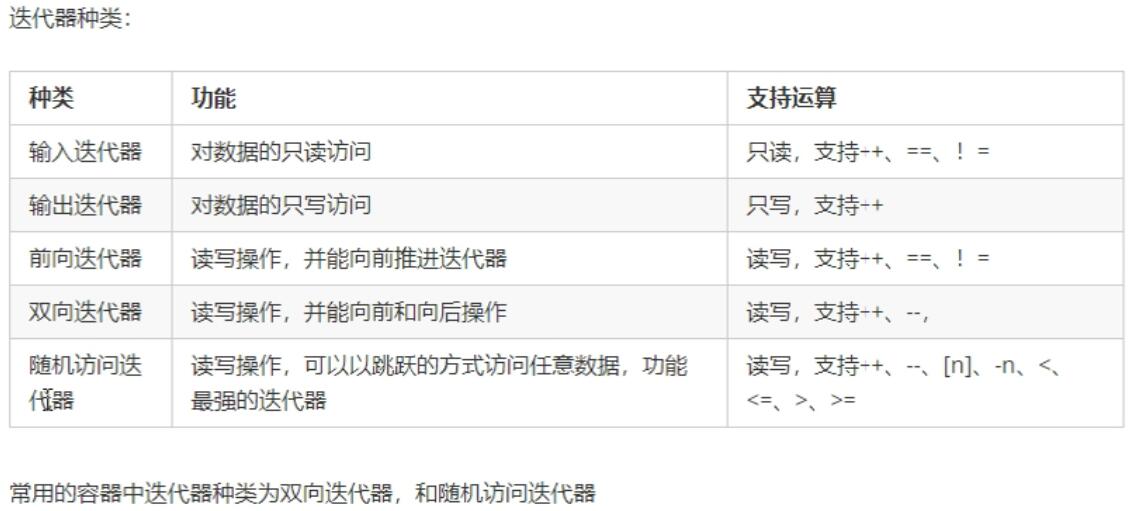 迭代器种类：
种类 功能 支持运算
输入迭代器 对数据的只读访问 只读，支持++、==、！=
输出迭代器 对数据的只写访问 只写，支持++
前向迭代器 读写操作，并能向前推进迭代器 读写，支持++、==、！=
双向迭代器 读写操作，并能向前和向后操作 读写，支持++、--，
随机访问迭 读写操作，可以以跳跃的方式访问任意数据，功能 读写，支持++、--、[n]、-n、<、
代器 最强的迭代器 <=、>、>=
常用的容器中迭代器种类为双向迭代器，和随机访问迭代器